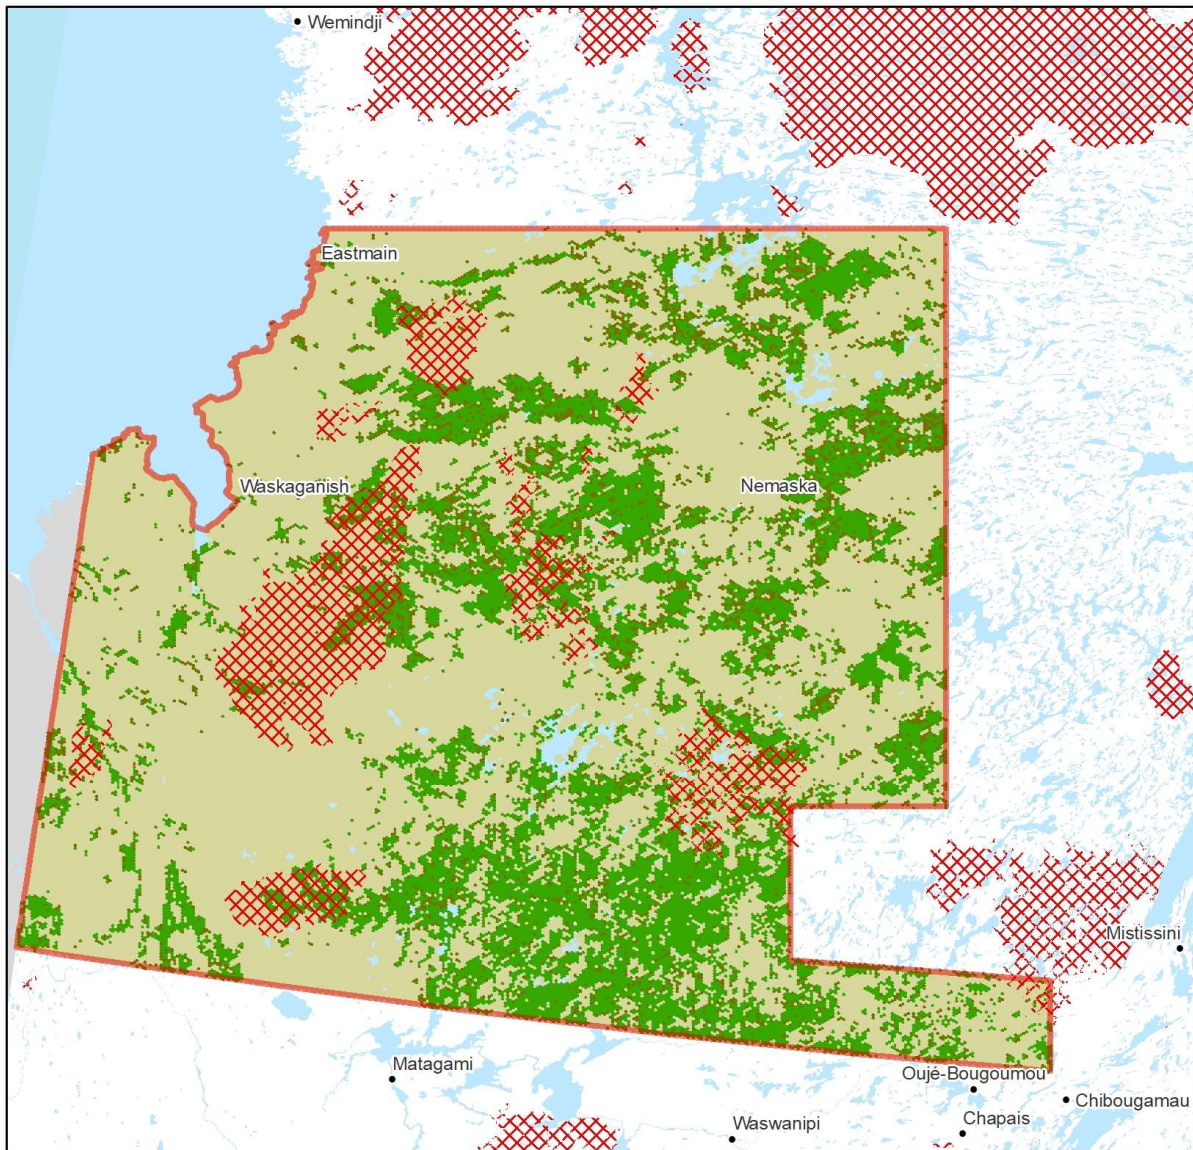 Wemindji
Eastmain
Waskaganish
Nemaska
Mistissini
Matagami
Oujé-Bougoumou
Chibougamau
Waswanipi
Chapais